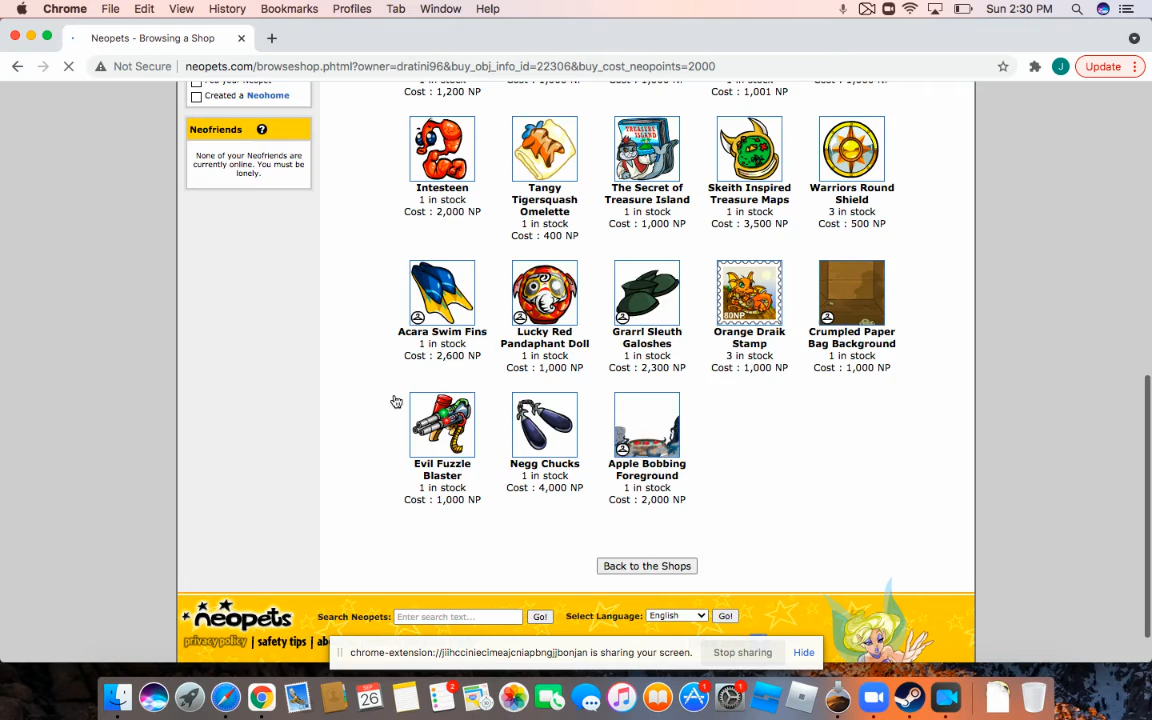 Chrome File Edit View History Bookmarks Profiles Tab Window Help Sun 2:30 PM
Neopets - Browsing a Shop
Not Secure neopets.com/browseshop.phtml?owner=dratini96&buy_obj_info_id=22306&buy_cost_neopoints=2000 J Update
Created a Neohome
Cost : 1,200 NP Cost : 1,001
Neofriends ?
None of your Neofriends are
currently online. You must be
lonely.
TREASURE ISLAND
Intesteen
1 in stock
Cost : 2,000 NP
Tangy
Tigersquash
Omelette
1 in stock
Cost : 400 NP
The Secret of
Treasure Island
1 in stock
Cost : 1,000 NP
Skeith Inspired
Treasure Maps
1 in stock
Cost : 3,500 NP
Warriors Round
Shield
3 in stock
Cost : 500 NP
80NP
Acara Swim Fins
1 in stock
Cost : 2,600 NP
Lucky Red
Pandaphant Doll
1 in stock
Cost : 1,000 NP
Grarrl Sleuth
Galoshes
1 in stock
Cost : 2,300 NP
Orange Draik
Stamp
3 in stock
Cost : 1,000 NP
Crumpled Paper
Bag Background
1 in stock
Cost : 1,000 NP
Evil Fuzzle
Blaster
1 in stock
Cost : 1,000 NP
Negg Chucks
1 in stock
Cost : 4,000 NP
Apple Bobbing
Foreground
1 in stock
Cost : 2,000 NP
Back to the Shops
neopets Search Neopets: Enter search text... Go! Select Language: English Go!
privacy policy | safety tips | ab
chrome-extension://jiihcciniecimeajcniapbngjjbonjan is sharing your screen. Stop sharing Hide
26 2 1 1